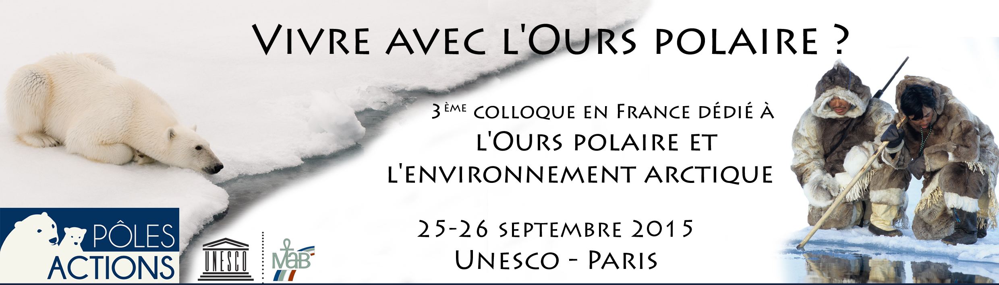 Vivre avec l'Ours polaire ?
3ème colloque en France dédié à
l'Ours polaire et
l'environnement arctique
25-26 septembre 2015
Unesco - Paris
PÔLES
ACTIONS
UNESCO
MaB